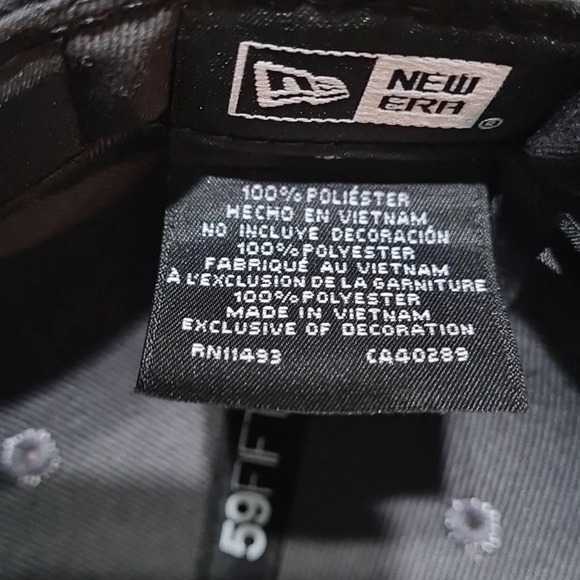 NEW
ERA
100% POLIÉSTER
HECHO EN VIETNAM
NO INCLUYE DECORACIÓN
100% POLYESTER
FABRIQUÉ AU VIETNAM
À L'EXCLUSION DE LA GARNITURE
100% POLYESTER
MADE IN VIETNAM
EXCLUSIVE OF DECORATION
RN11493 CA40289